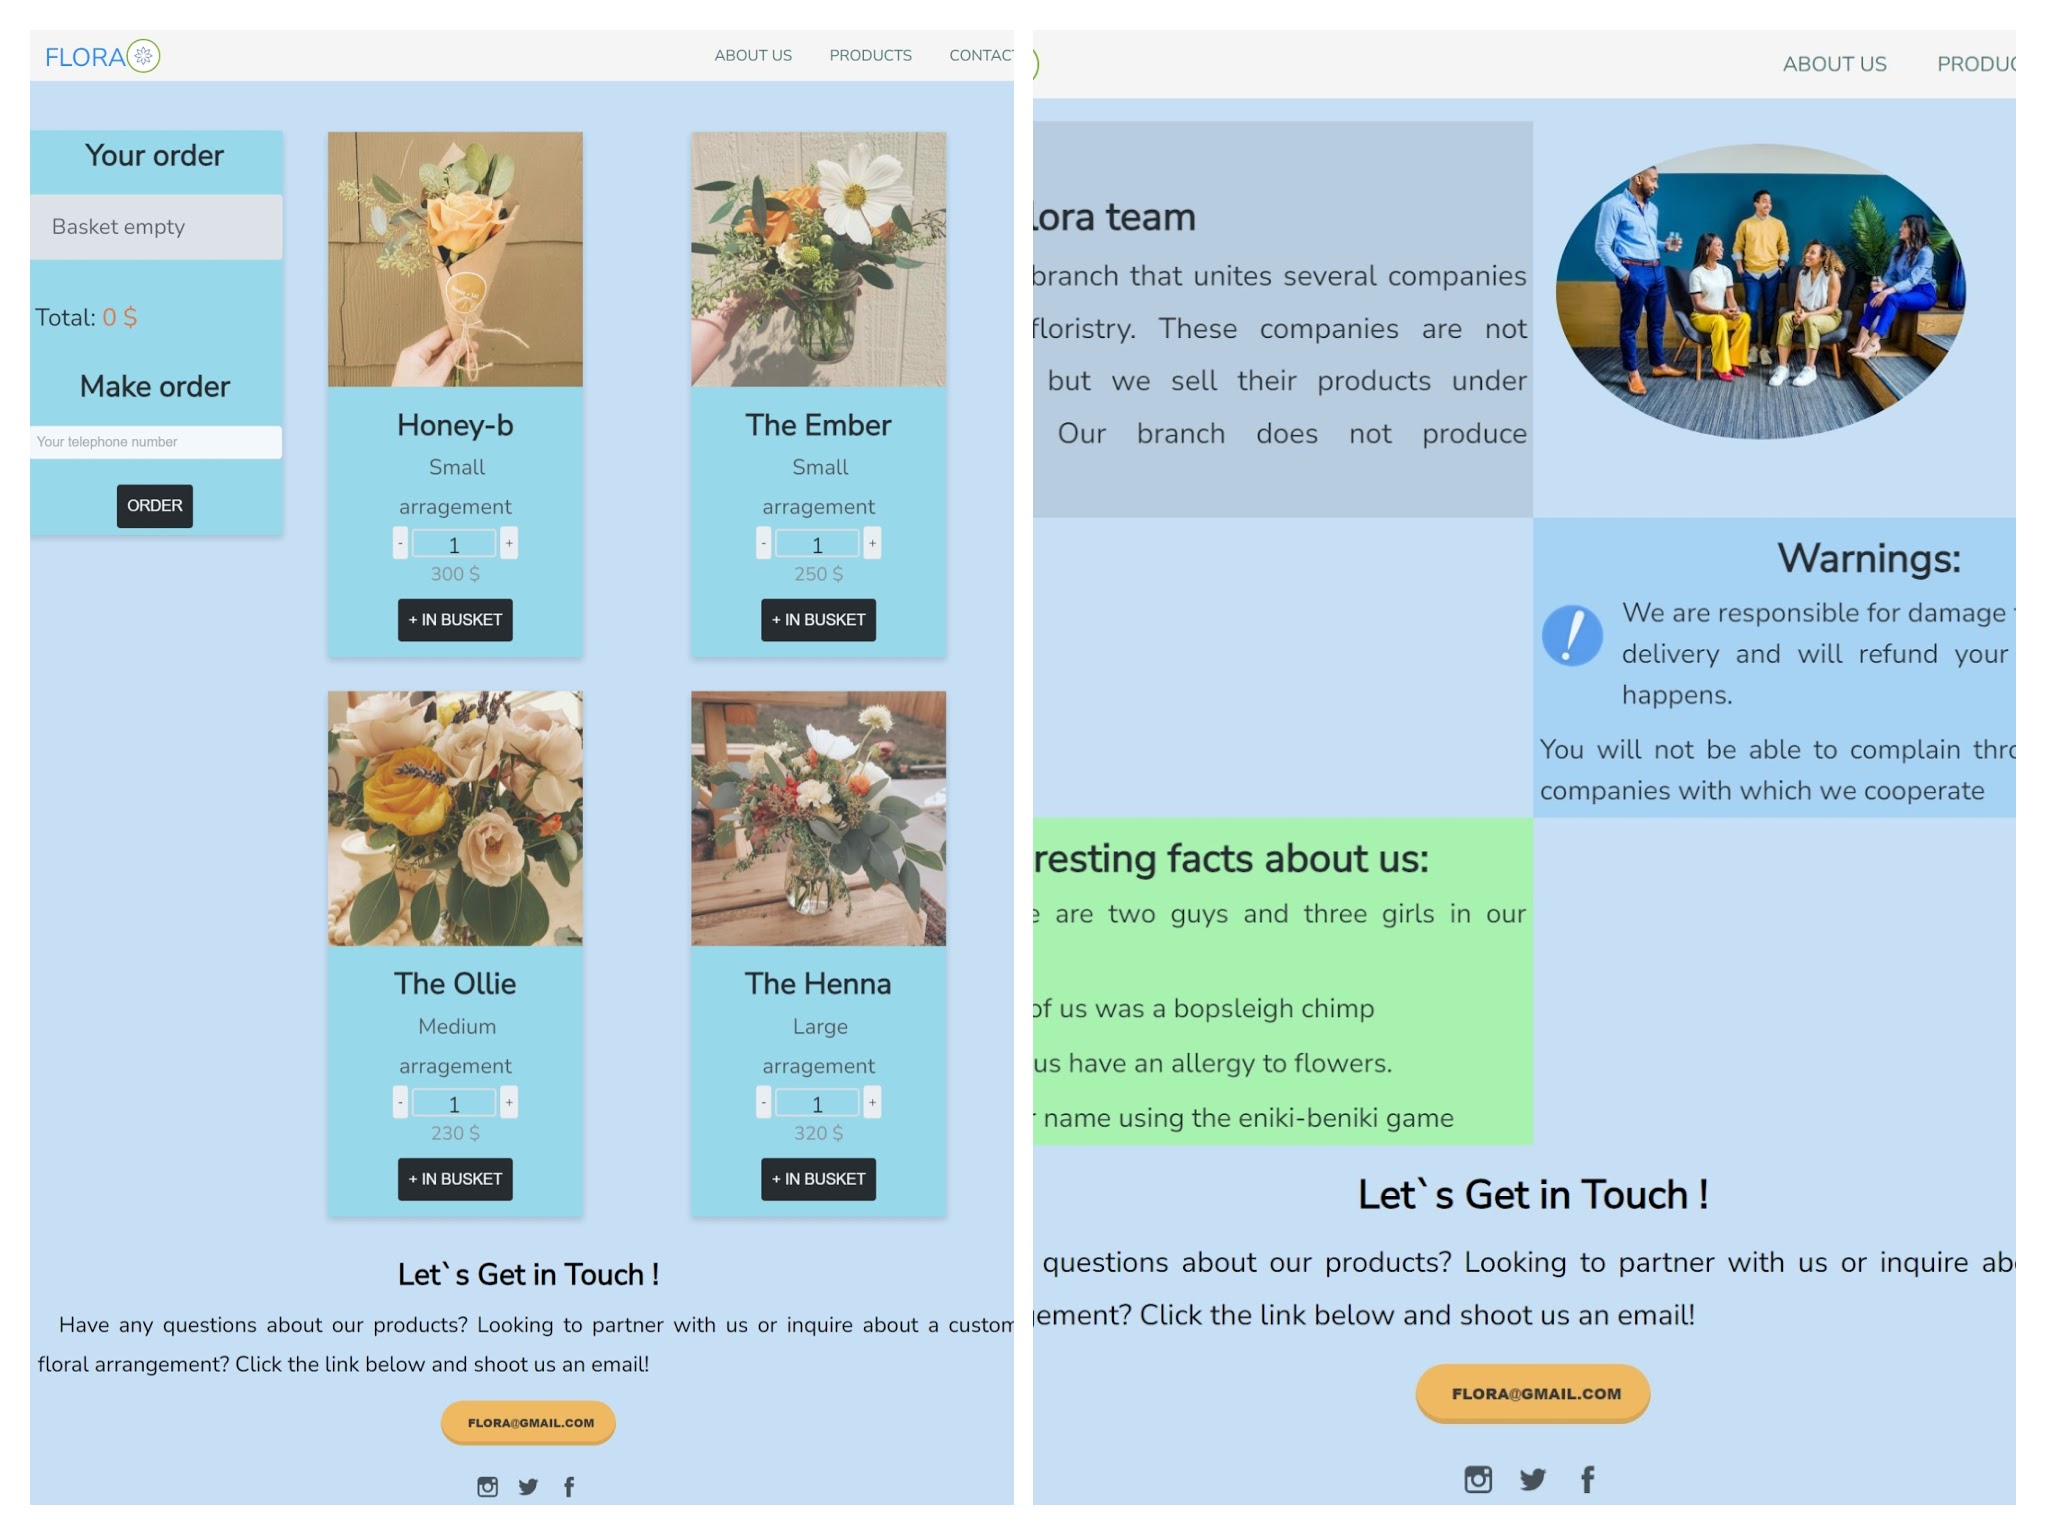 FLORA
ABOUT US PRODUCTS CONTACT
Your order
Basket empty
Total: 0 $
Make order
Your telephone number
ORDER
Honey-b
Small
arragement
- 1 +
300 $
+ IN BUSKET
The Ember
Small
arragement
- 1 +
250 $
+ IN BUSKET
The Ollie
Medium
arragement
- 1 +
230 $
+ IN BUSKET
The Henna
Large
arragement
- 1 +
320 $
+ IN BUSKET
Let`s Get in Touch !
Have any questions about our products? Looking to partner with us or inquire about a custom
floral arrangement? Click the link below and shoot us an email!
FLORA@GMAIL.COM
ABOUT US PRODUC
lora team
branch that unites several companies
floristry. These companies are not
but we sell their products under
Our branch does not produce
Warnings:
We are responsible for damage
delivery and will refund your
happens.
You will not be able to complain thro
companies with which we cooperate
resting facts about us:
e are two guys and three girls in our
of us was a bopsleigh chimp
us have an allergy to flowers.
name using the eniki-beniki game
Let`s Get in Touch !
questions about our products? Looking to partner with us or inquire abo
ement? Click the link below and shoot us an email!
FLORA@GMAIL.COM